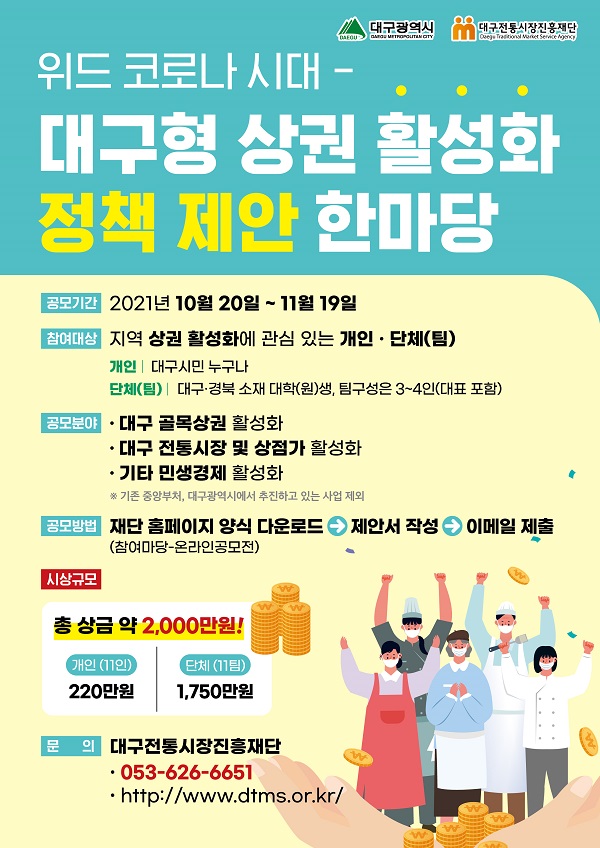 대구광역시
DAEGU
DAEGU METROPOLITAN CITY
대구전통시장진흥재단
Daegu Traditional Market Service Agency
위드 코로나 시대 -
대구형 상권 활성화
정책 제안 한마당
공모기간 2021년 10월 20일 ~ 11월 19일
참여대상 지역 상권 활성화에 관심 있는 개인 · 단체(팀)
개인 | 대구시민 누구나
단체(팀) | 대구·경북 소재 대학(원)생, 팀구성은 3~4인(대표 포함)
공모분야 · 대구 골목상권 활성화
· 대구 전통시장 및 상점가 활성화
· 기타 민생경제 활성화
※ 기존 중앙부처, 대구광역시에서 추진하고 있는 사업 제외
공모방법 재단 홈페이지 양식 다운로드 → 제안서 작성 → 이메일 제출
(참여마당-온라인공모전)
시상규모
총 상금 약 2,000만원!
개인 (11인) 단체 (11팀)
220만원 1,750만원
문 의 대구전통시장진흥재단
· 053-626-6651
· http://www.dtms.or.kr/